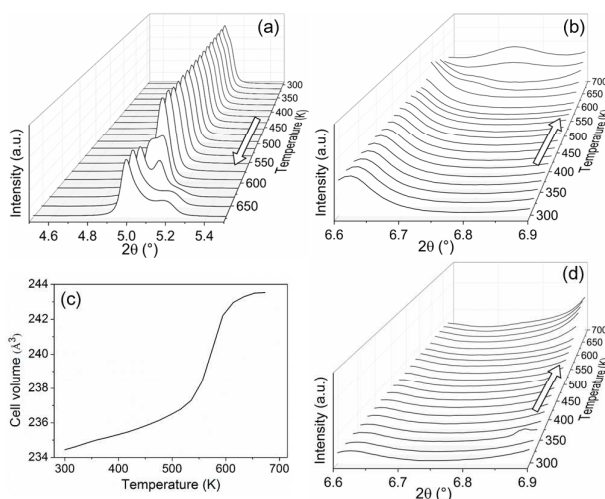 (a)
Intensity (a.u.)
4.5 5.0 5.2 5.4
2θ (°)
300
350
400
450
500
550
600
650
Temperature (K)
(b)
Intensity (a.u.)
6.6 6.7 6.8 6.9
2θ (°)
700
650
600
550
500
450
400
350
300
Temperature (K)
(c)
Cell volume (Å³)
244
242
240
238
236
234
300 400 500 600 700
Temperature (K)
(d)
Intensity (a.u.)
6.6 6.7 6.8 6.9
2θ (°)
700
650
600
550
500
450
400
350
300
Temperature (K)